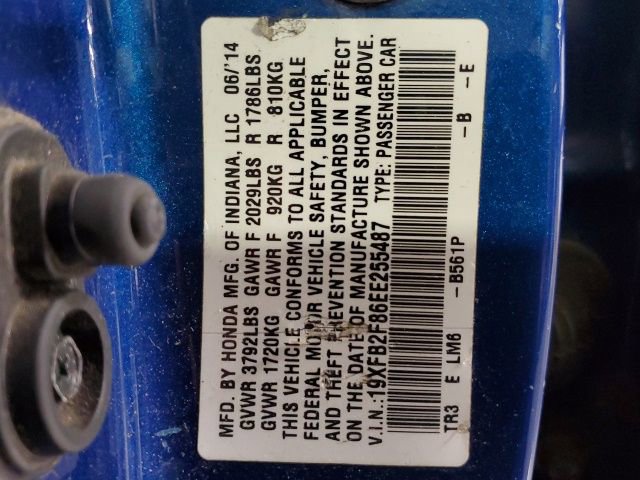 MFD. BY HONDA MFG. OF INDIANA, LLC 06/'14
GVWR 3792LBS GAWR F 2029LBS R 1786LBS
GVWR 1720KG GAWR F 920KG R 810KG
THIS VEHICLE CONFORMS TO ALL APPLICABLE
FEDERAL MOTOR VEHICLE SAFETY, BUMPER,
AND THEFT PREVENTION STANDARDS IN EFFECT
ON THE DATE OF MANUFACTURE SHOWN ABOVE.
V.I.N.: 19XFB2F86EE255487 TYPE: PASSENGER CAR
TR3 E LM6 -B561P -B -E